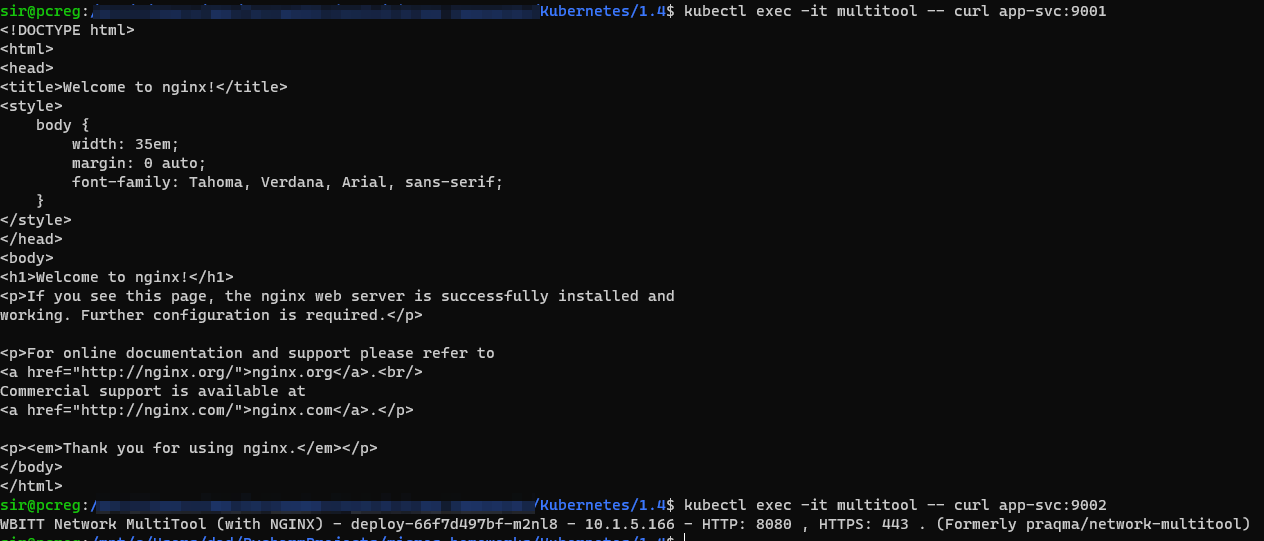 sir@pcreg:/ /Kubernetes/1.4$ kubectl exec -it multitool -- curl app-svc:9001
<!DOCTYPE html>
<html>
<head>
<title>Welcome to nginx!</title>
<style>
    body {
        width: 35em;
        margin: 0 auto;
        font-family: Tahoma, Verdana, Arial, sans-serif;
    }
</style>
</head>
<body>
<h1>Welcome to nginx!</h1>
<p>If you see this page, the nginx web server is successfully installed and
working. Further configuration is required.</p>

<p>For online documentation and support please refer to
<a href="http://nginx.org/">nginx.org</a>.<br/>
Commercial support is available at
<a href="http://nginx.com/">nginx.com</a>.</p>

<p><em>Thank you for using nginx.</em></p>
</body>
</html>
sir@pcreg:/ /Kubernetes/1.4$ kubectl exec -it multitool -- curl app-svc:9002
WBITT Network MultiTool (with NGINX) - deploy-66f7d497bf-m2nl8 - 10.1.5.166 - HTTP: 8080 , HTTPS: 443 . (Formerly praqma/network-multitool)